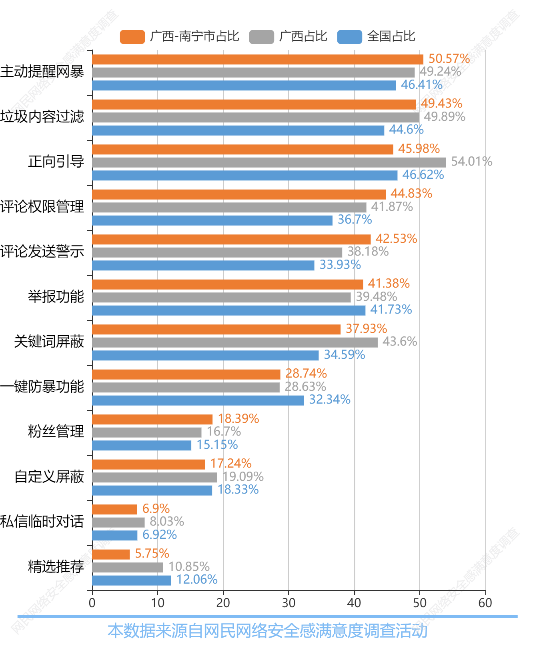 广西-南宁市占比 广西占比 全国占比
主动提醒网暴 50.57% 49.24% 46.41%
垃圾内容过滤 49.43% 49.89% 44.6%
正向引导 45.98% 54.01% 46.62%
评论权限管理 44.83% 41.87% 36.7%
评论发送警示 42.53% 38.18% 33.93%
举报功能 41.38% 39.48% 41.73%
关键词屏蔽 37.93% 43.6% 34.59%
一键防暴功能 28.74% 28.63% 32.34%
粉丝管理 18.39% 16.7% 15.15%
自定义屏蔽 17.24% 19.09% 18.33%
私信临时对话 6.9% 8.03% 6.92%
精选推荐 5.75% 10.85% 12.06%
0 10 20 30 40 50 60
本数据来源自网民网络安全感满意度调查活动